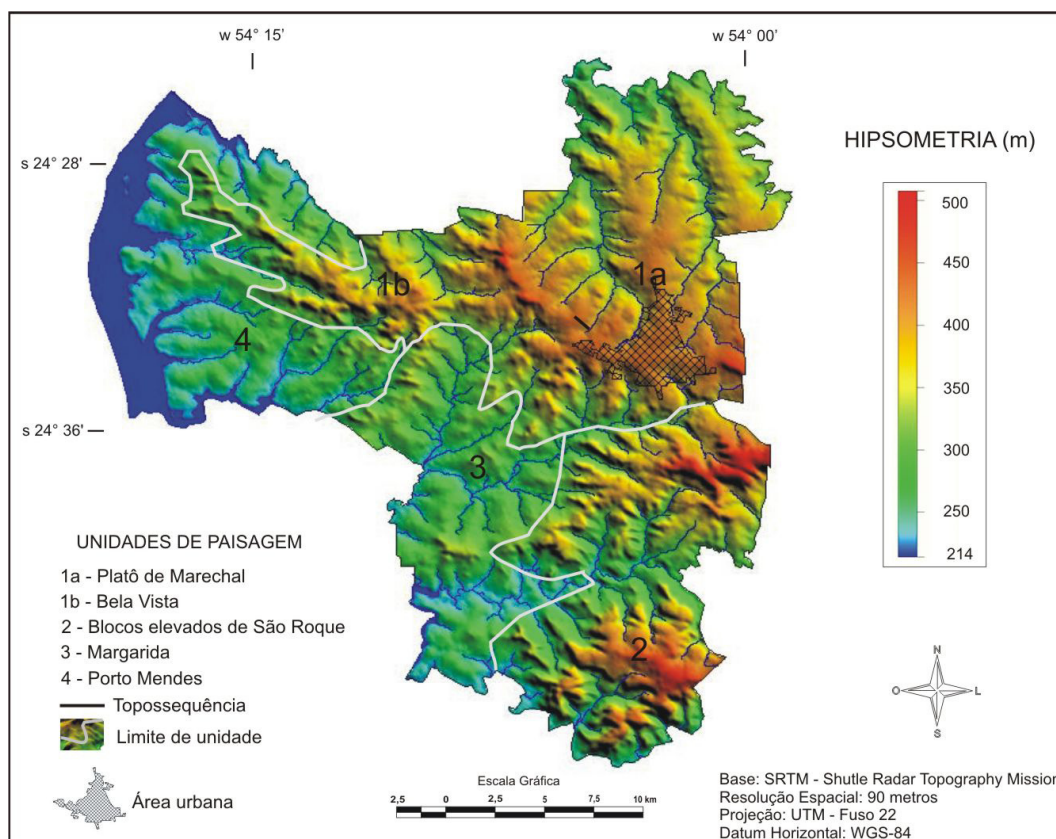 w 54° 15'
w 54° 00'
s 24° 28'
s 24° 36'
1a
1b
4
3
2
HIPSOMETRIA (m)
500
450
400
350
300
250
214
UNIDADES DE PAISAGEM
1a - Platô de Marechal
1b - Bela Vista
2 - Blocos elevados de São Roque
3 - Margarida
4 - Porto Mendes
Topossequência
Limite de unidade
Área urbana
Escala Gráfica
2,5 0 2,5 5 7,5 10 km
N
O L
S
Base: SRTM - Shutle Radar Topography Mission
Resolução Espacial: 90 metros
Projeção: UTM - Fuso 22
Datum Horizontal: WGS-84